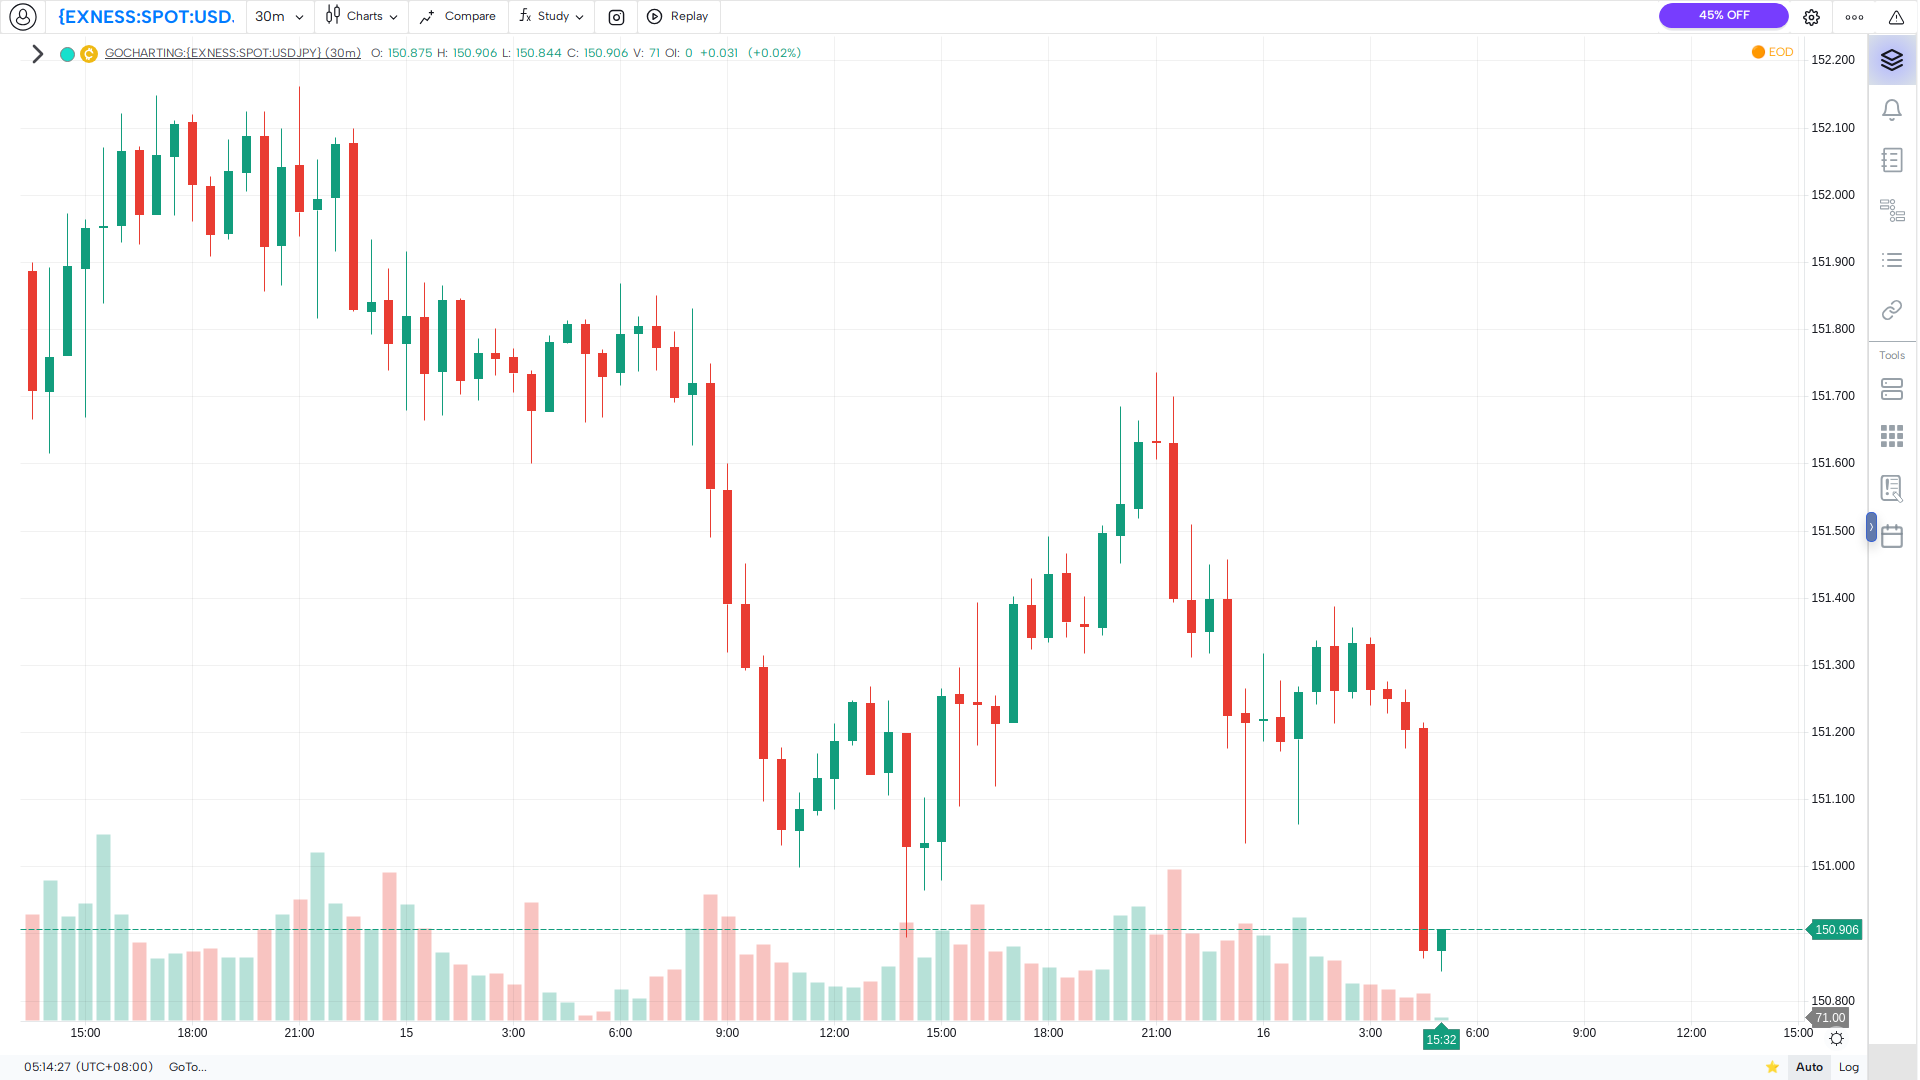 {EXNESS:SPOT:USD.
30m
Charts
Compare
Study
Replay
45% OFF
GOCHARTING:{EXNESS:SPOT:USDJPY} (30m) O: 150.875 H: 150.906 L: 150.844 C: 150.906 V: 71 OI: 0 +0.031 (+0.02%)
EOD
152.200
152.100
152.000
151.900
151.800
151.700
151.600
151.500
151.400
151.300
151.200
151.100
151.000
150.906
150.800
71.00
Tools
15:00 18:00 21:00 15 3:00 6:00 9:00 12:00 15:00 18:00 21:00 16 3:00 6:00 9:00 12:00 15:00
15:32
05:14:27 (UTC+08:00) GoTo...
Auto Log